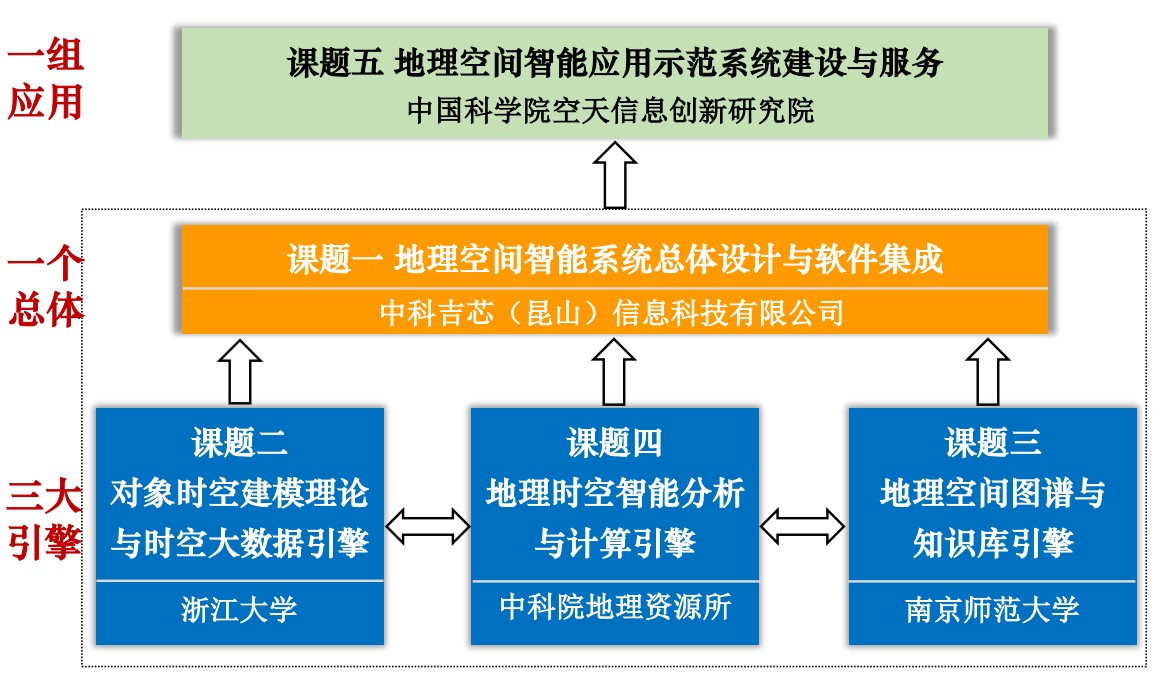 一组
应用
课题五 地理空间智能应用示范系统建设与服务
中国科学院空天信息创新研究院
一个
总体
课题一 地理空间智能系统总体设计与软件集成
中科吉芯（昆山）信息科技有限公司
三大
引擎
课题二
对象时空建模理论
与时空大数据引擎
浙江大学
课题四
地理时空智能分析
与计算引擎
中科院地理资源所
课题三
地理空间图谱与
知识库引擎
南京师范大学